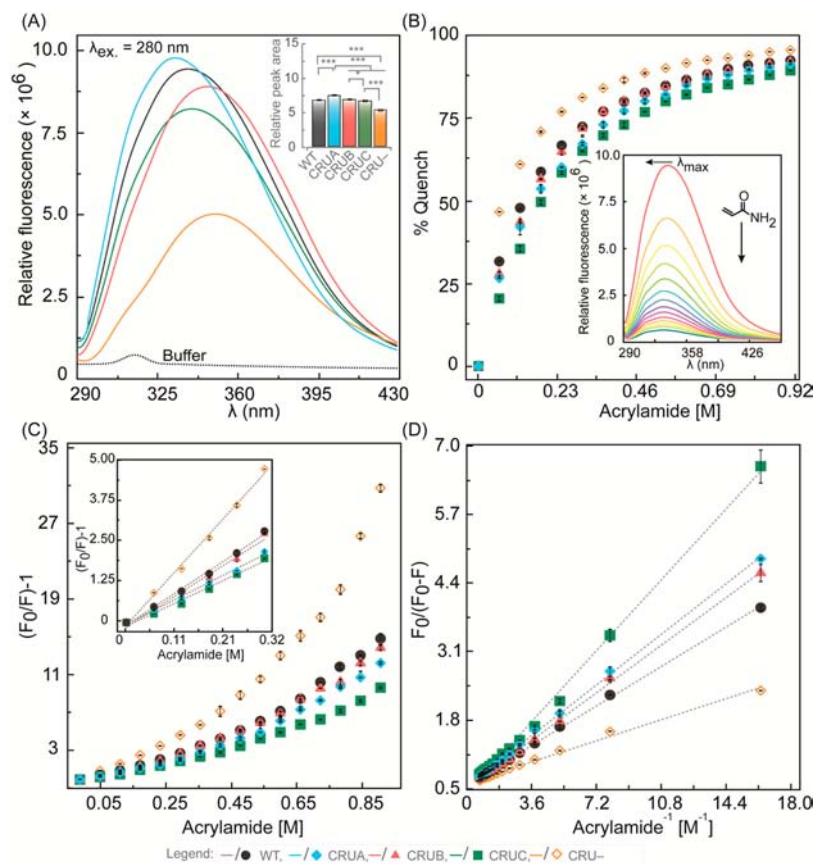 (A)
λex. = 280 nm
Relative fluorescence (× 10⁶)
10.0
7.5
5.0
2.5
0
290
325
360
395
430
λ (nm)
Buffer
Relative peak area
15
10
5
0
***
***
***
*
***
WT
CRUA
CRUB
CRUC
CRU–
(B)
% Quench
100
75
50
25
0
0
0.23
0.46
0.69
0.92
Acrylamide [M]
Relative fluorescence (× 10⁶)
10.0
7.5
5.0
2.5
0
λmax
O
NH₂
290
358
426
λ (nm)
(C)
(F₀/F)-1
35
27
19
11
3
0.05
0.25
0.45
0.65
0.85
Acrylamide [M]
(F₀/F)-1
5.00
3.75
2.50
1.25
0
0
0.11
0.21
0.32
Acrylamide [M]
(D)
F₀/(F₀-F)
7.0
5.7
4.4
3.1
1.8
0.5
0
3.6
7.2
10.8
14.4
18.0
Acrylamide⁻¹ [M⁻¹]
Legend: –/● WT, –/◆ CRUA, –/▲ CRUB, –/■ CRUC, –/◇ CRU–